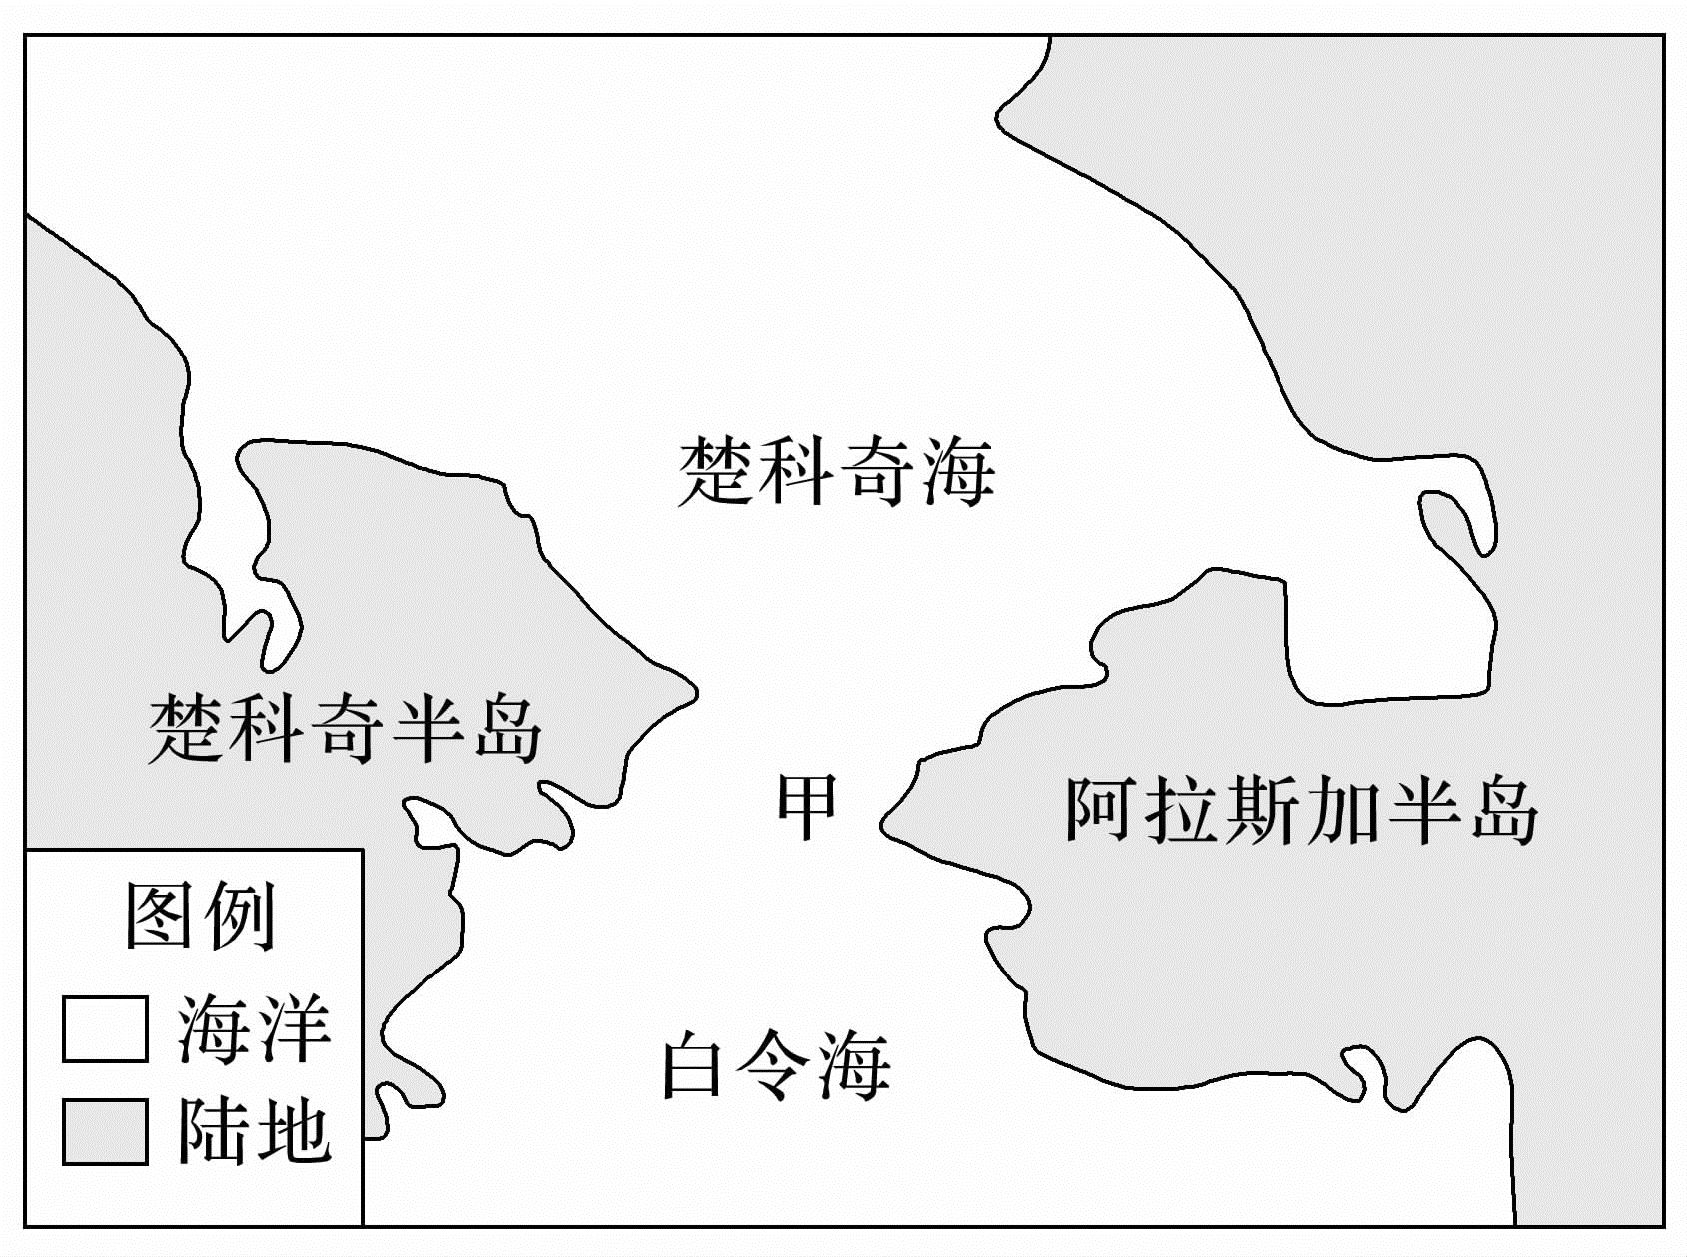 楚科奇海
楚科奇半岛
甲
阿拉斯加半岛
白令海
图例
海洋
陆地